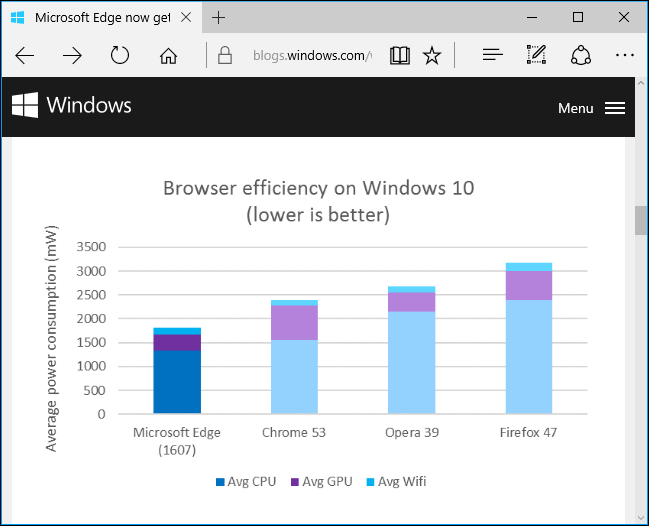 Microsoft Edge now get
blogs.windows.com/
Windows
Menu
Browser efficiency on Windows 10
(lower is better)
Average power consumption (mW)
3500
3000
2500
2000
1500
1000
500
0
Microsoft Edge
(1607)
Chrome 53
Opera 39
Firefox 47
Avg CPU
Avg GPU
Avg Wifi